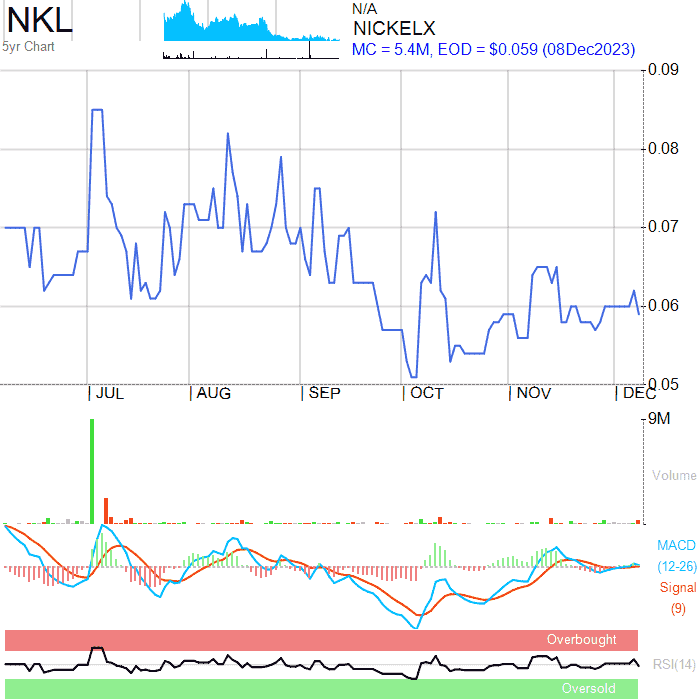 NKL
5yr Chart
N/A
NICKELX
MC = 5.4M, EOD = $0.059 (08Dec2023)
0.09
0.08
0.07
0.06
0.05
JUL
AUG
SEP
OCT
NOV
DEC
9M
Volume
MACD
(12-26)
Signal
(9)
Overbought
RSI(14)
Oversold